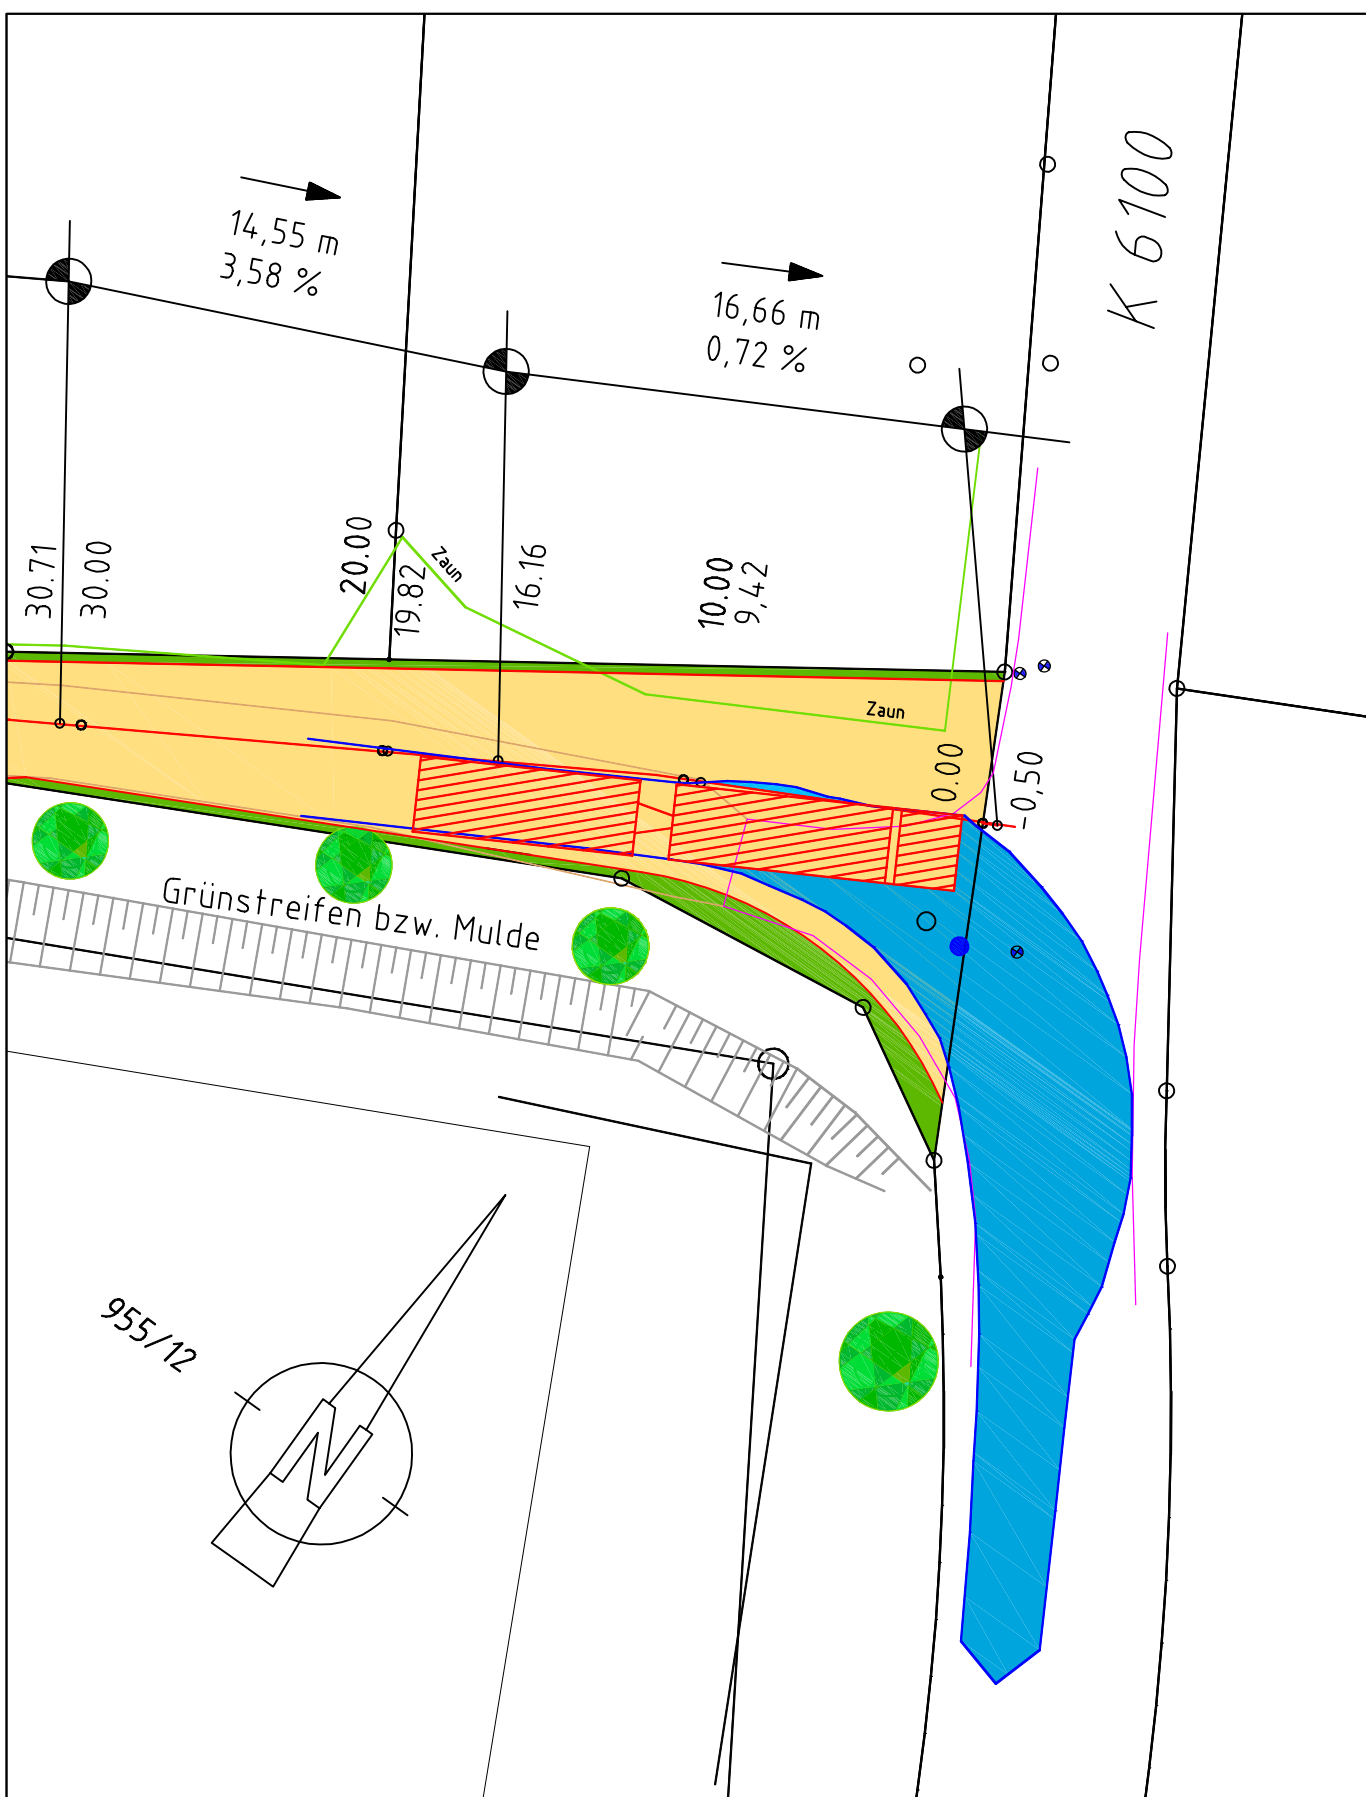 K 6100
14,55 m
3,58 %
16,66 m
0,72 %
30.71
30.00
20.00
19.82
Zaun
16.16
10.00
9,42
Zaun
0.00
-0,50
Grünstreifen bzw. Mulde
955/12
N